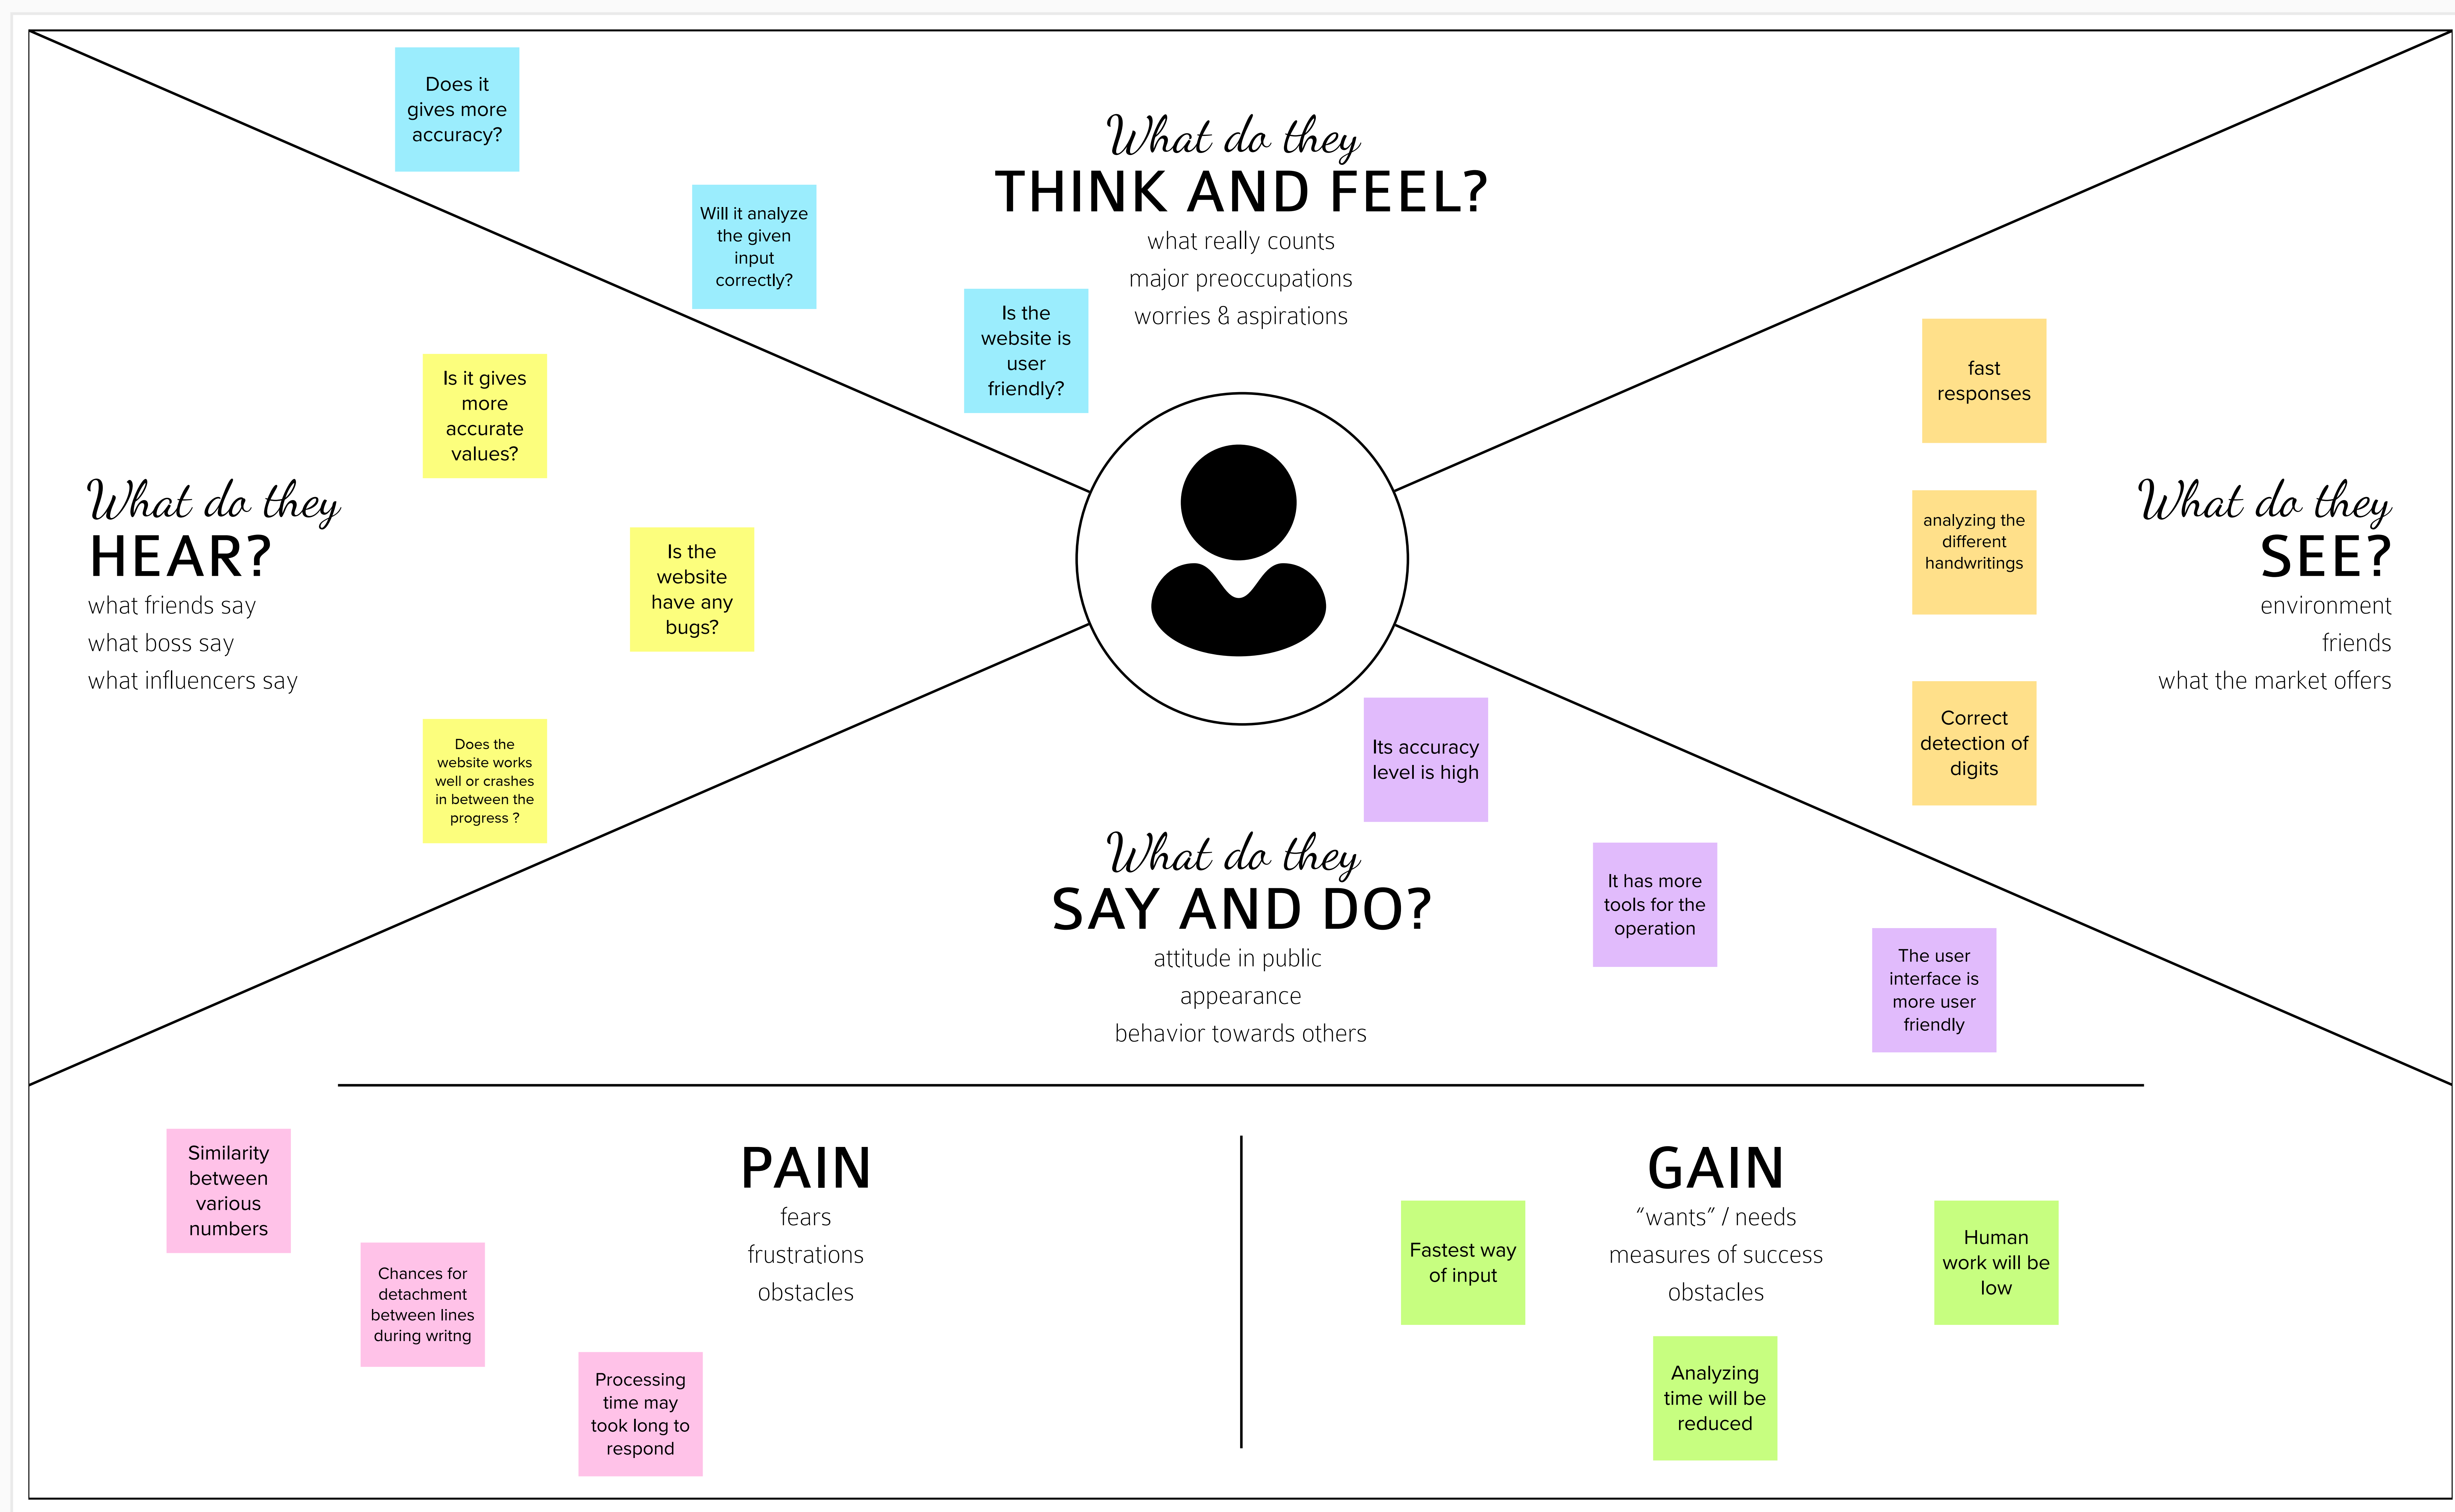 Does it
gives more
accuracy?
Will it analyze
the given
input
correctly?
Is the
website is
user
friendly?
What do they
THINK AND FEEL?
what really counts
major preoccupations
worries & aspirations
Is it gives
more
accurate
values?
Is the
website
have any
bugs?
Does the
website works
well or crashes
in between the
progress ?
What do they
HEAR?
what friends say
what boss say
what influencers say
fast
responses
analyzing the
different
handwritings
Correct
detection of
digits
What do they
SEE?
environment
friends
what the market offers
Its accuracy
level is high
It has more
tools for the
operation
The user
interface is
more user
friendly
What do they
SAY AND DO?
attitude in public
appearance
behavior towards others
Similarity
between
various
numbers
Chances for
detachment
between lines
during writng
Processing
time may
took long to
respond
PAIN
fears
frustrations
obstacles
GAIN
“wants” / needs
measures of success
obstacles
Fastest way
of input
Analyzing
time will be
reduced
Human
work will be
low